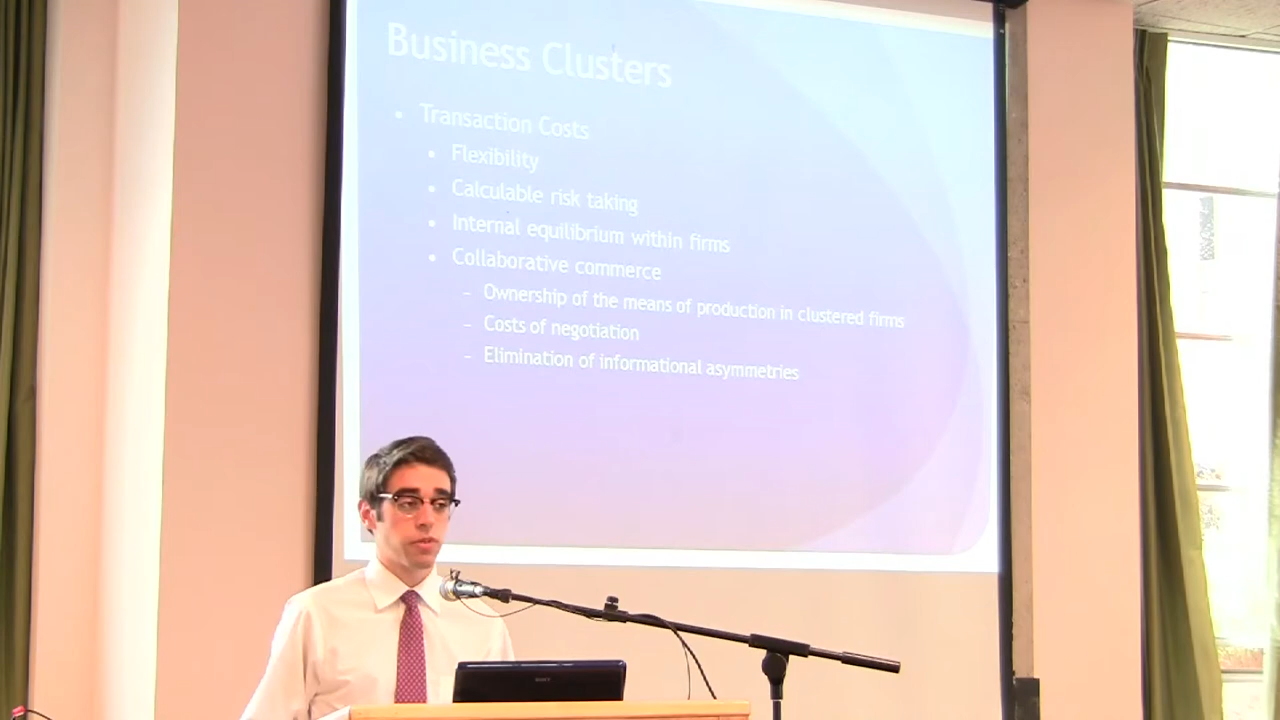 Business Clusters
• Transaction Costs
• Flexibility
• Calculable risk taking
• Internal equilibrium within firms
• Collaborative commerce
– Ownership of the means of production in clustered firms
– Costs of negotiation
– Elimination of informational asymmetries
SONY